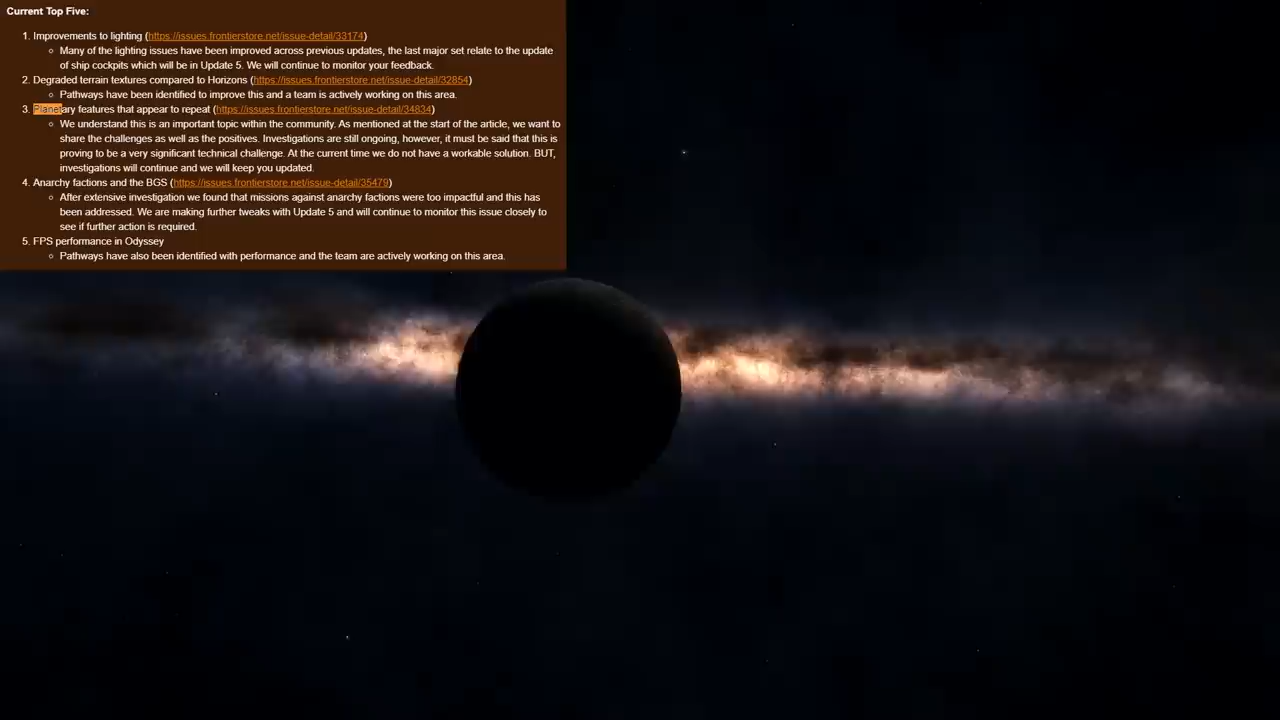 Current Top Five:
1. Improvements to lighting (https://issues.frontierstore.net/issue-detail/33174)
Many of the lighting issues have been improved across previous updates, the last major set relate to the update
of ship cockpits which will be in Update 5. We will continue to monitor your feedback.
2. Degraded terrain textures compared to Horizons (https://issues.frontierstore.net/issue-detail/32854)
Pathways have been identified to improve this and a team is actively working on this area.
3. Planetary features that appear to repeat (https://issues.frontierstore.net/issue-detail/34834)
We understand this is an important topic within the community. As mentioned at the start of the article, we want to
share the challenges as well as the positives. Investigations are still ongoing, however, it must be said that this is
proving to be a very significant technical challenge. At the current time we do not have a workable solution. BUT,
investigations will continue and we will keep you updated.
4. Anarchy factions and the BGS (https://issues.frontierstore.net/issue-detail/35479)
After extensive investigation we found that missions against anarchy factions were too impactful and this has
been addressed. We are making further tweaks with Update 5 and will continue to monitor this issue closely to
see if further action is required.
5. FPS performance in Odyssey
Pathways have also been identified with performance and the team are actively working on this area.